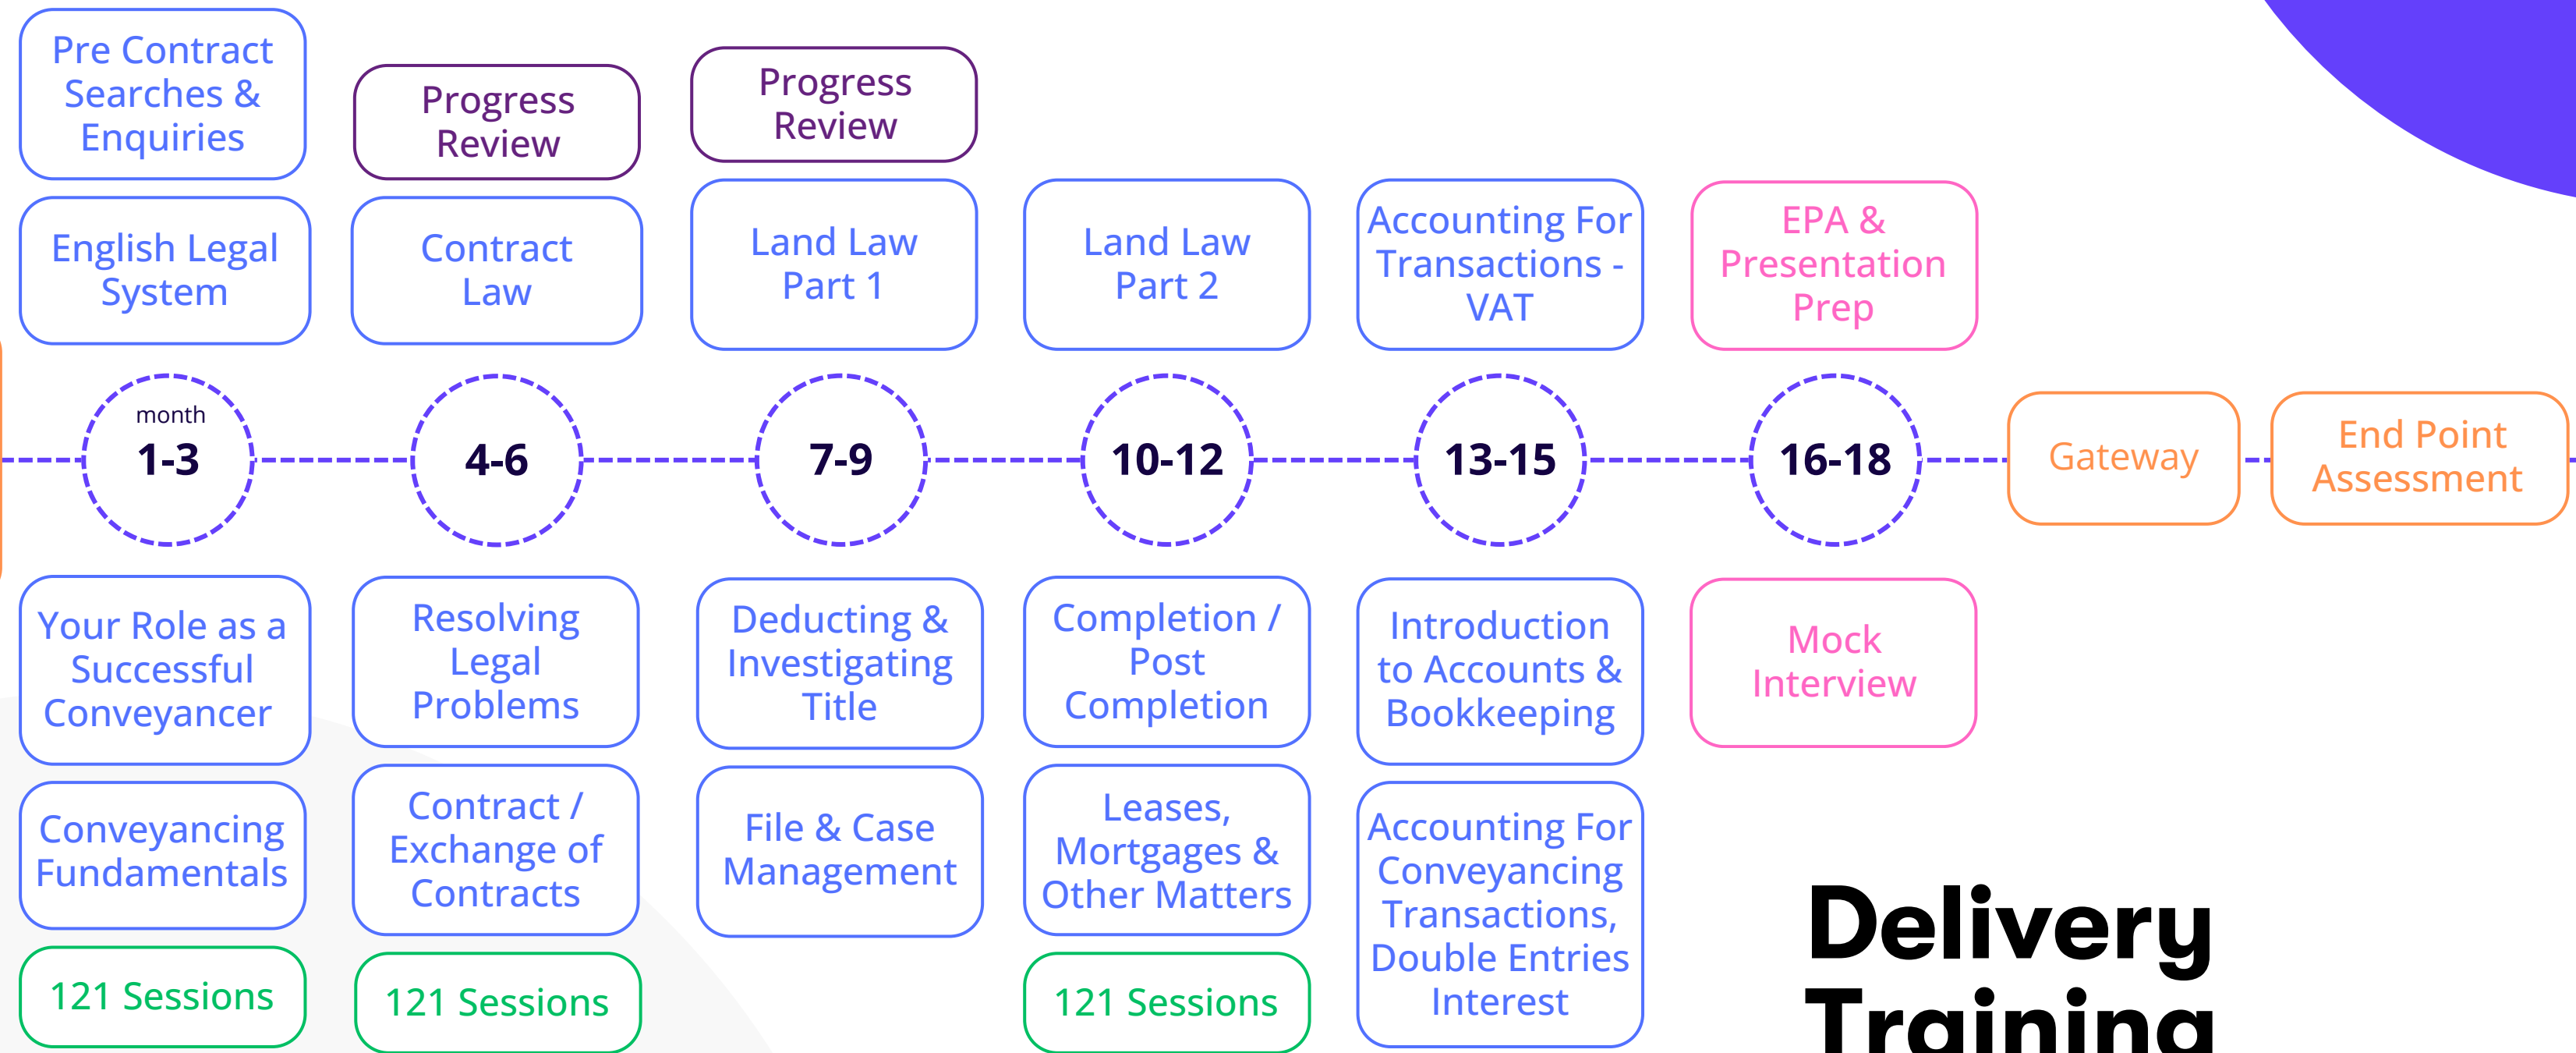 Pre Contract
Searches &
Enquiries
English Legal
System
month
1-3
Your Role as a
Successful
Conveyancer
Conveyancing
Fundamentals
121 Sessions
Progress
Review
Contract
Law
4-6
Resolving
Legal
Problems
Contract /
Exchange of
Contracts
121 Sessions
Progress
Review
Land Law
Part 1
7-9
Deducting &
Investigating
Title
File & Case
Management
Land Law
Part 2
10-12
Completion /
Post
Completion
Leases,
Mortgages &
Other Matters
121 Sessions
Accounting For
Transactions -
VAT
13-15
Introduction
to Accounts &
Bookkeeping
Accounting For
Conveyancing
Transactions,
Double Entries
Interest
EPA &
Presentation
Prep
16-18
Mock
Interview
Gateway
End Point
Assessment
Delivery
Training